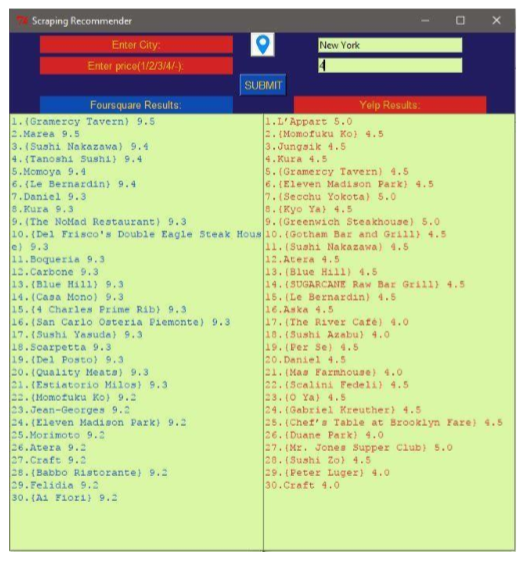 Scraping Recommender
Enter City:
New York
Enter price(1/2/3/4/-):
4
SUBMIT
Foursquare Results:
1.{Gramercy Tavern} 9.5
2.Marea 9.5
3.{Sushi Nakazawa} 9.4
4.{Tanoshi Sushi} 9.4
5.Momoya 9.4
6.{Le Bernardin} 9.4
7.Daniel 9.3
8.Kura 9.3
9.{The NoMad Restaurant} 9.3
10.{Del Frisco's Double Eagle Steak Hous
e} 9.3
11.Boqueria 9.3
12.Carbone 9.3
13.{Blue Hill} 9.3
14.{Casa Mono} 9.3
15.{4 Charles Prime Rib} 9.3
16.{San Carlo Osteria Piemonte} 9.3
17.{Sushi Yasuda} 9.3
18.Scarpetta 9.3
19.{Del Posto} 9.3
20.{Quality Meats} 9.3
21.{Estiatorio Milos} 9.3
22.{Momofuku Ko} 9.2
23.Jean-Georges 9.2
24.{Eleven Madison Park} 9.2
25.Morimoto 9.2
26.Atera 9.2
27.Craft 9.2
28.{Babbo Ristorante} 9.2
29.Felidia 9.2
30.{Ai Fiori} 9.2
Yelp Results:
1.L'Appart 5.0
2.{Momofuku Ko} 4.5
3.Jungsik 4.5
4.Kura 4.5
5.{Gramercy Tavern} 4.5
6.{Eleven Madison Park} 4.5
7.{Secchu Yokota} 5.0
8.{Kyo Ya} 4.5
9.{Greenwich Steakhouse} 5.0
10.{Gotham Bar and Grill} 4.5
11.{Sushi Nakazawa} 4.5
12.Atera 4.5
13.{Blue Hill} 4.5
14.{SUGARCANE Raw Bar Grill} 4.5
15.{Le Bernardin} 4.5
16.Aska 4.5
17.{The River Café} 4.0
18.{Sushi Azabu} 4.0
19.{Per Se} 4.5
20.Daniel 4.5
21.{Mas Farmhouse} 4.0
22.{Scalini Fedeli} 4.5
23.{O Ya} 4.5
24.{Gabriel Kreuther} 4.5
25.{Chef's Table at Brooklyn Fare} 4.5
26.{Duane Park} 4.0
27.{Mr. Jones Supper Club} 5.0
28.{Sushi Zo} 4.5
29.{Peter Luger} 4.0
30.Craft 4.0